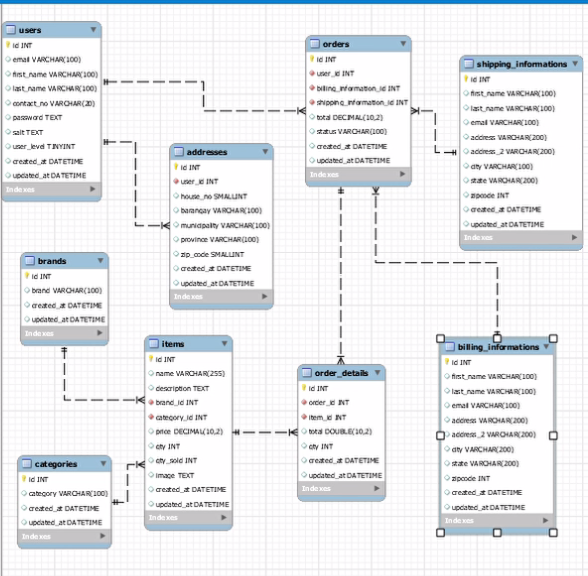 users
id INT
email VARCHAR(100)
first_name VARCHAR(100)
last_name VARCHAR(100)
contact_no VARCHAR(20)
password TEXT
salt TEXT
user_level TINYINT
created_at DATETIME
updated_at DATETIME
Indexes
orders
id INT
user_id INT
billing_information_id INT
shipping_information_id INT
total DECIMAL(10,2)
status VARCHAR(100)
created_at DATETIME
updated_at DATETIME
Indexes
shipping_informations
id INT
first_name VARCHAR(100)
last_name VARCHAR(100)
email VARCHAR(100)
address VARCHAR(200)
address_2 VARCHAR(200)
city VARCHAR(100)
state VARCHAR(200)
zipcode INT
created_at DATETIME
updated_at DATETIME
Indexes
addresses
id INT
user_id INT
house_no SMALLINT
barangay VARCHAR(100)
municipality VARCHAR(100)
province VARCHAR(100)
zip_code SMALLINT
created_at DATETIME
updated_at DATETIME
Indexes
brands
id INT
brand VARCHAR(100)
created_at DATETIME
updated_at DATETIME
Indexes
items
id INT
name VARCHAR(255)
description TEXT
brand_id INT
category_id INT
price DECIMAL(10,2)
qty INT
qty_sold INT
image TEXT
created_at DATETIME
updated_at DATETIME
Indexes
order_details
id INT
order_id INT
item_id INT
total DOUBLE(10,2)
qty INT
created_at DATETIME
updated_at DATETIME
Indexes
billing_informations
id INT
first_name VARCHAR(100)
last_name VARCHAR(100)
email VARCHAR(100)
address VARCHAR(200)
address_2 VARCHAR(200)
city VARCHAR(200)
state VARCHAR(200)
zipcode INT
created_at DATETIME
updated_at DATETIME
Indexes
categories
id INT
category VARCHAR(100)
created_at DATETIME
updated_at DATETIME
Indexes